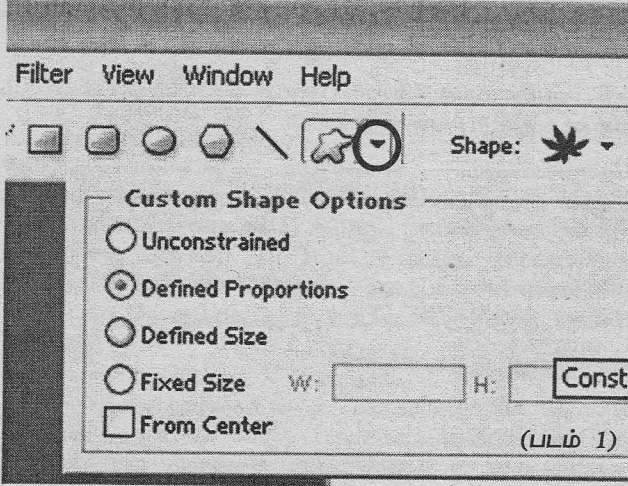 Filter View Window Help
Shape:
Custom Shape Options
Unconstrained
Defined Proportions
Defined Size
Fixed Size W: H: Const
From Center
(படம் 1)